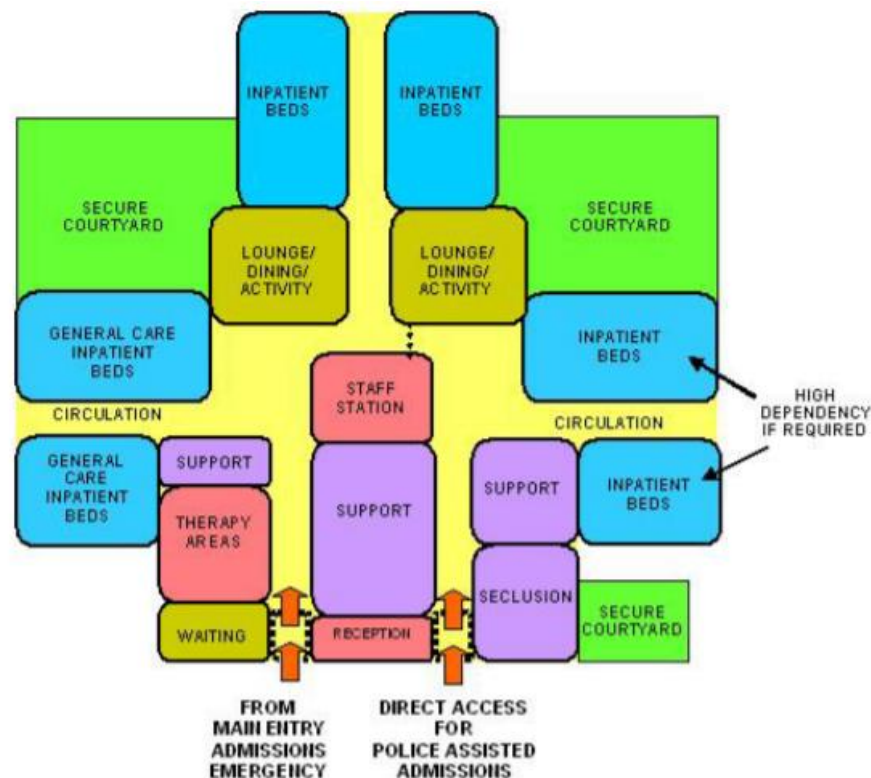 INPATIENT
BEDS
INPATIENT
BEDS
SECURE
COURTYARD
SECURE
COURTYARD
LOUNGE/
DINING/
ACTIVITY
LOUNGE/
DINING/
ACTIVITY
GENERAL CARE
INPATIENT
BEDS
INPATIENT
BEDS
STAFF
STATION
HIGH
DEPENDENCY
IF REQUIRED
CIRCULATION
CIRCULATION
GENERAL
CARE
INPATIENT
BEDS
SUPPORT
SUPPORT
SUPPORT
INPATIENT
BEDS
THERAPY
AREAS
SECLUSION
SECURE
COURTYARD
WAITING
RECEPTION
FROM
MAIN ENTRY
ADMISSIONS
EMERGENCY
DIRECT ACCESS
FOR
POLICE ASSISTED
ADMISSIONS